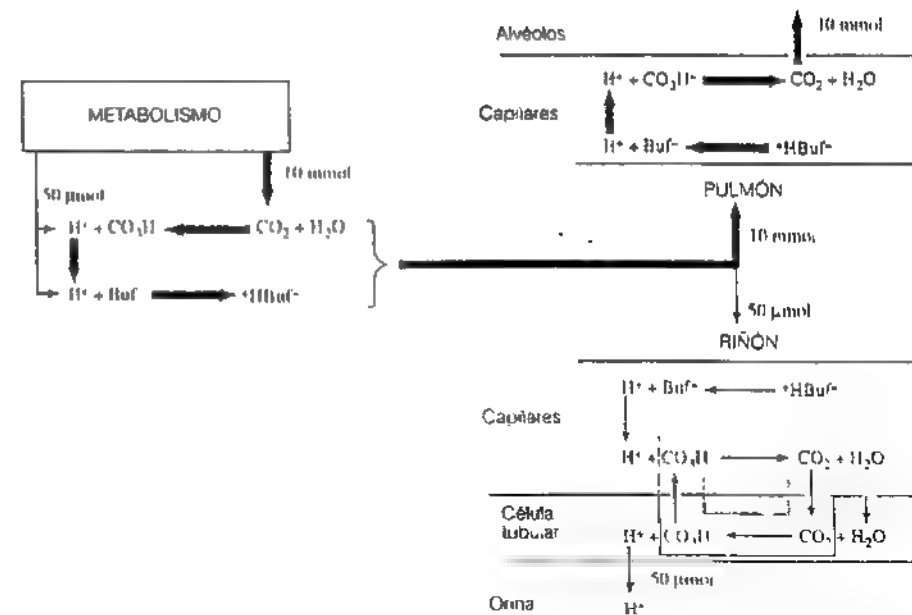 Alvéolos
10 mmol
H⁺ + CO₃H⁻ CO₂ + H₂O
METABOLISMO
Capilares
H⁺ + Buf⁻ ⁺HBuf⁻
10 mmol
50 µmol
PULMÓN
H⁺ + CO₃H CO₂ + H₂O
10 mmol
H⁺ + Buf ⁺HBuf⁻
50 µmol
RIÑÓN
H⁺ + Buf⁻ ⁺HBuf⁻
Capilares
H⁺ + CO₃H CO₂ + H₂O
Célula
tubular
H⁺ + CO₃H CO₂ + H₂O
50 µmol
Orina
H⁺